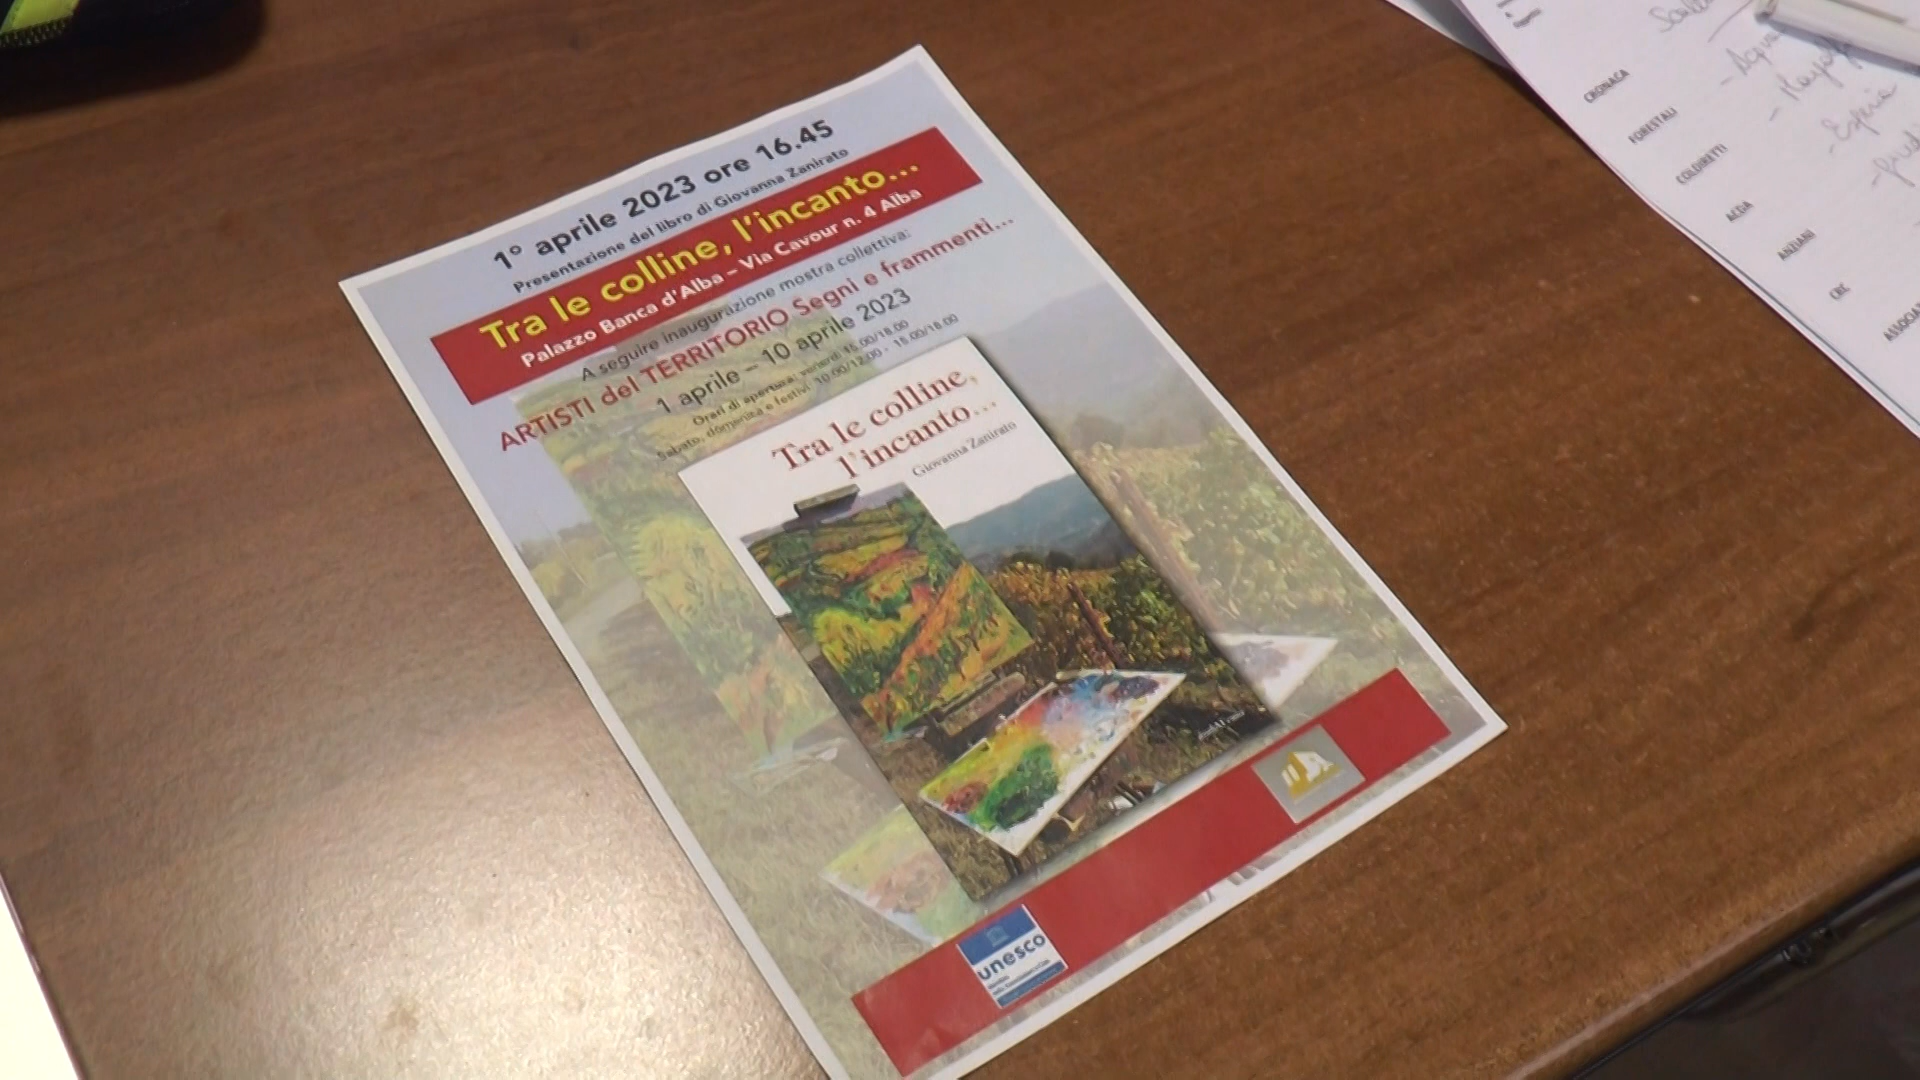 1° aprile 2023 ore 16.45
Presentazione del libro di Giovanna Zanirato
Tra le colline, l'incanto...
Palazzo Banca d'Alba – Via Cavour n. 4 Alba
A seguire inaugurazione mostra collettiva:
ARTISTI del TERRITORIO Segni e frammenti...
1 aprile – 10 aprile 2023
Orari di apertura: venerdì 15.00/18.00
Sabato, domenica e festivi: 10.00/12.00 - 15.00/18.00
Tra le colline,
l'incanto...
Giovanna Zanirato
unesco
CRONACA
FORESTALI
COLDIRETTI
AEDA
ANZIANI
CRI